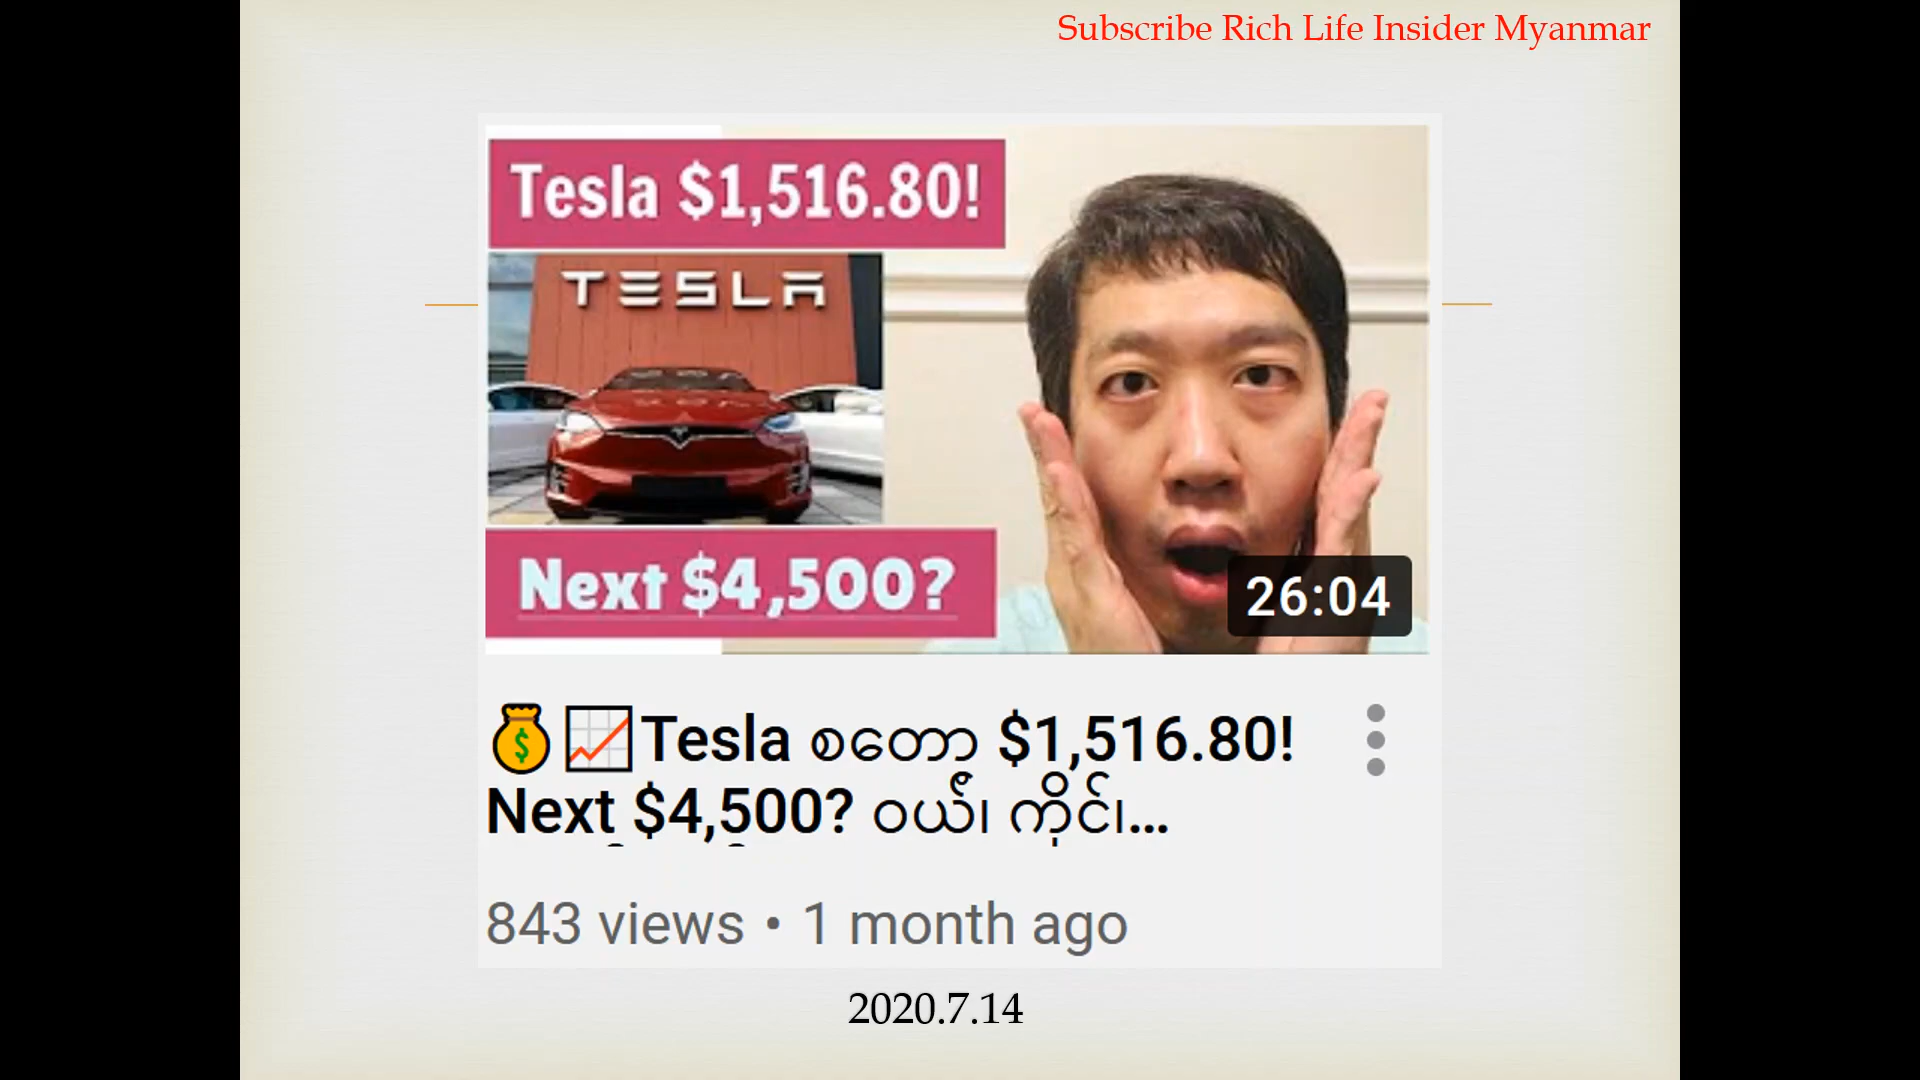 Subscribe Rich Life Insider Myanmar
Tesla $1,516.80!
TESLA
Next $4,500?
26:04
💰📈Tesla စတော့ $1,516.80!
Next $4,500? ဝယ်၊ ကိုင်၊...
843 views • 1 month ago
2020.7.14